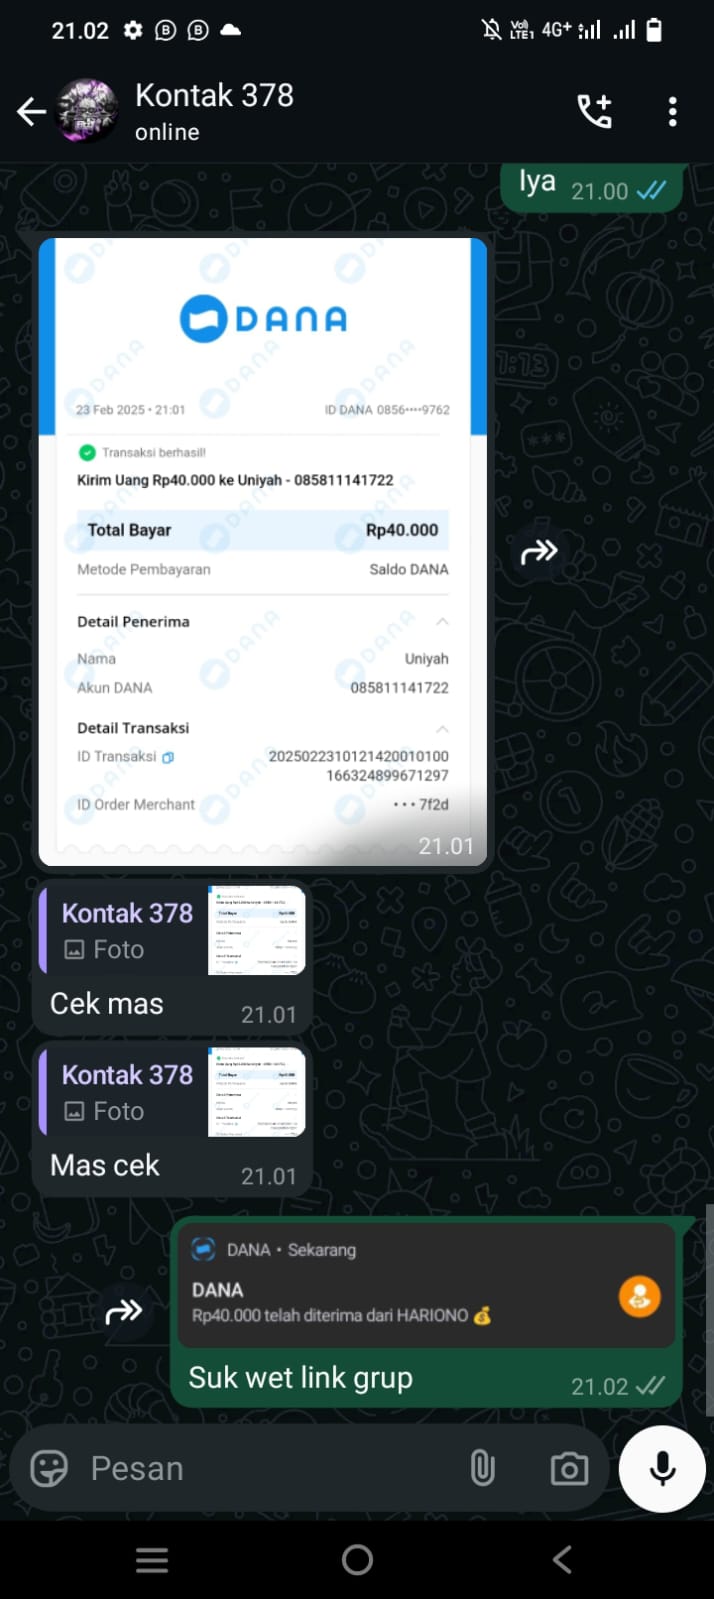 21.02
Vo) LTE1 4G+
Kontak 378
online
Iya 21.00
DANA
23 Feb 2025 • 21:01 ID DANA 0856····9762
Transaksi berhasil!
Kirim Uang Rp40.000 ke Uniyah - 085811141722
Total Bayar Rp40.000
Metode Pembayaran Saldo DANA
Detail Penerima
Nama Uniyah
Akun DANA 085811141722
Detail Transaksi
ID Transaksi 2025022310121420010100
166324899671297
ID Order Merchant ••• 7f2d
21.01
Kontak 378
Foto
Cek mas 21.01
Kontak 378
Foto
Mas cek 21.01
DANA • Sekarang
DANA
Rp40.000 telah diterima dari HARIONO 💰
Suk wet link grup 21.02
Pesan